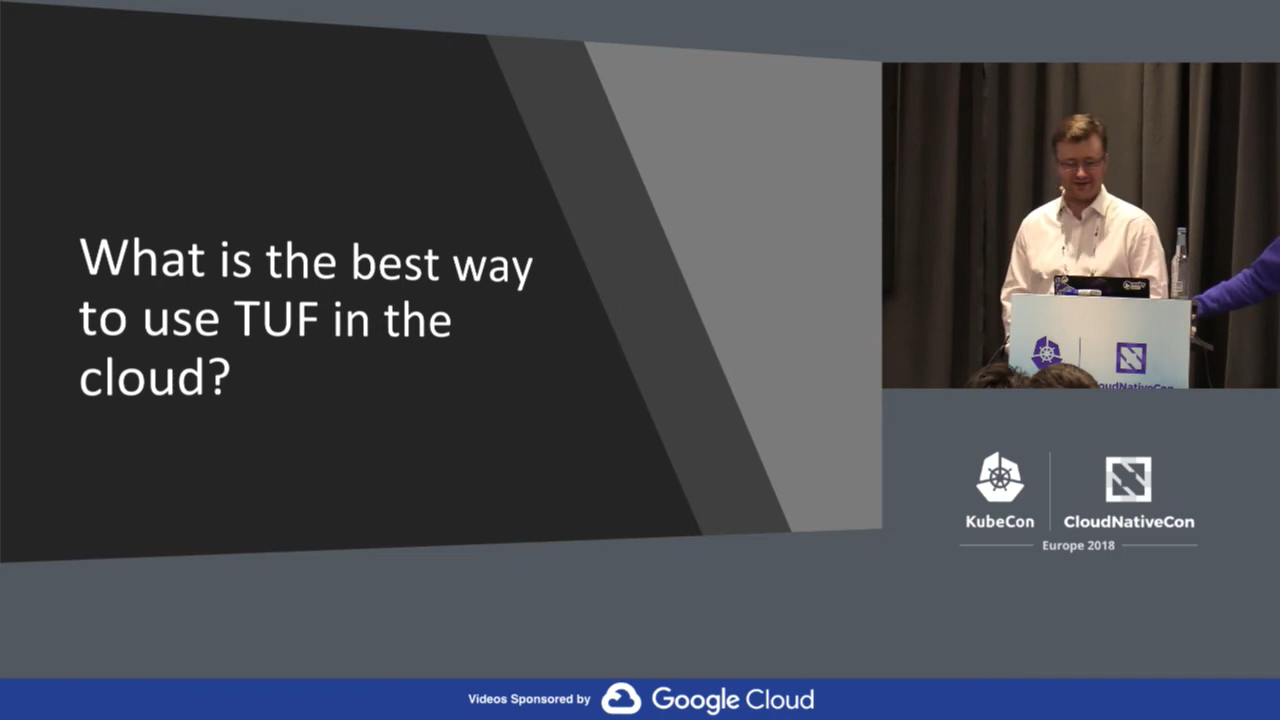 What is the best way
to use TUF in the
cloud?
CloudNativeCon
KubeCon
CloudNativeCon
Europe 2018
Videos Sponsored by
Google Cloud